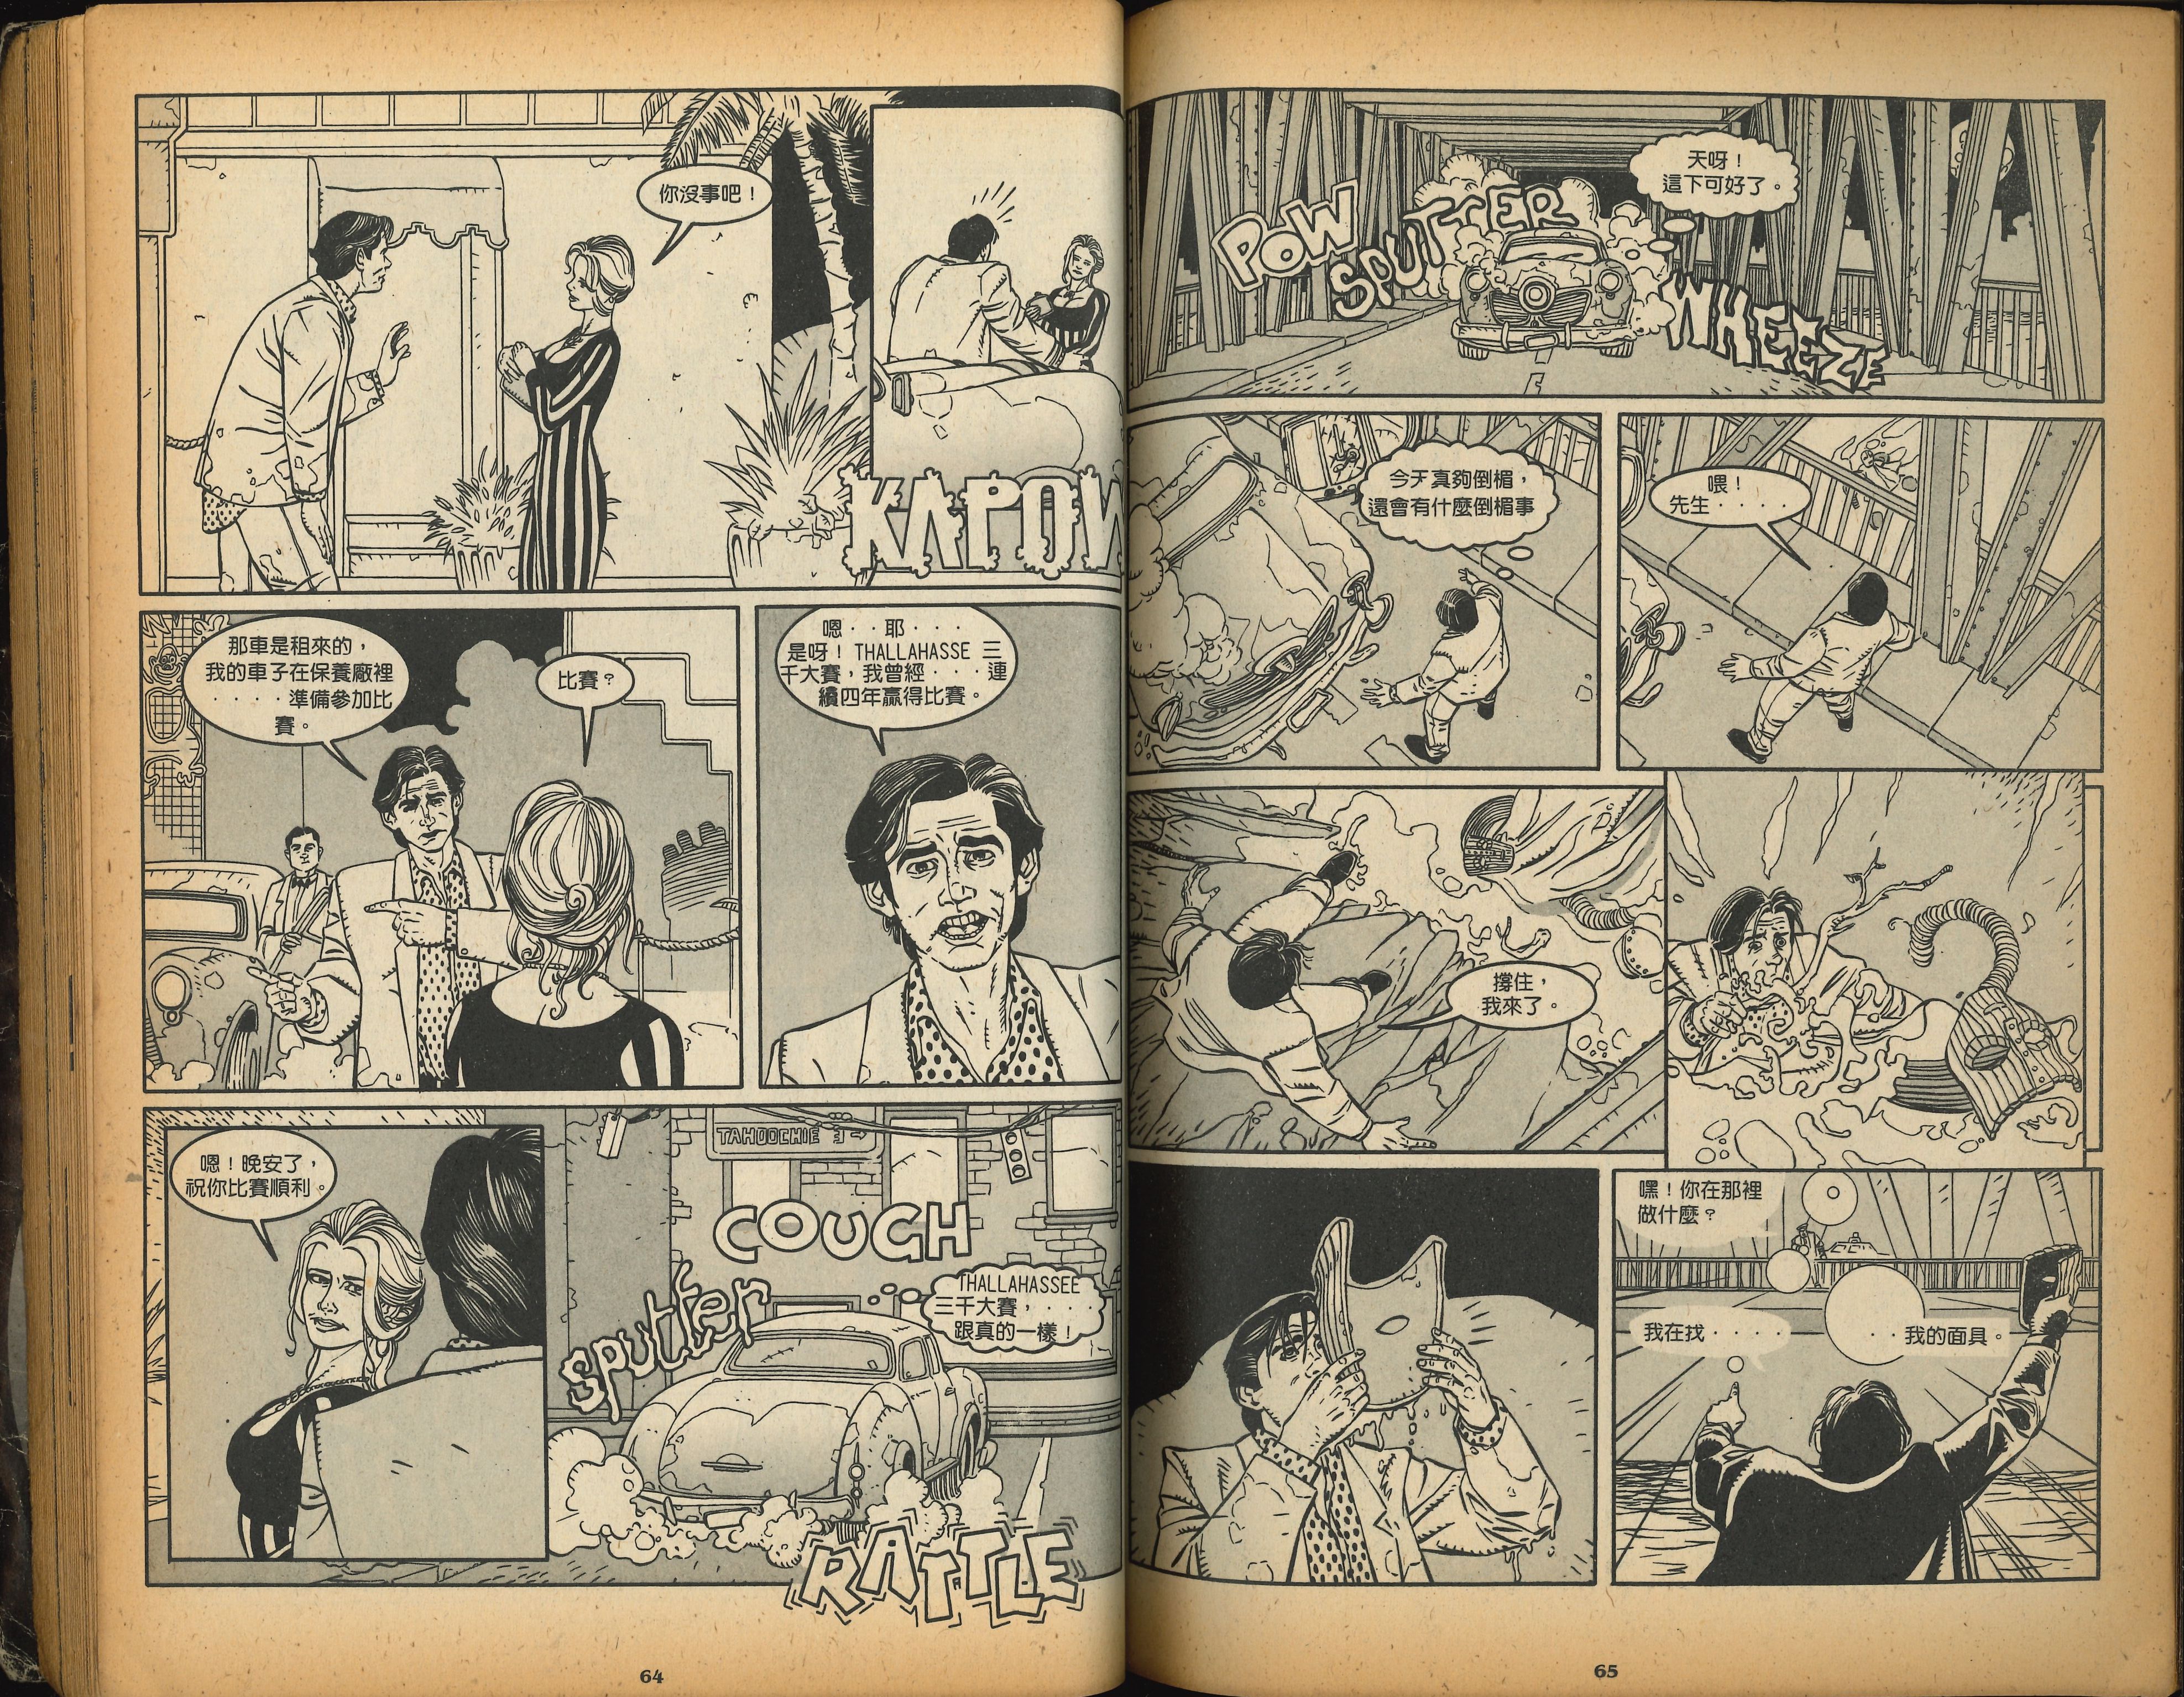 你沒事吧！
KAPOW
那車是租來的，
我的車子在保養廠裡
····準備參加比
賽。
比賽？
嗯··耶···
是呀！THALLAHASSE 三
千大賽，我曾經···連
續四年贏得比賽。
嗯！晚安了，
祝你比賽順利。
TAHOOCHIE 3
COUGH
sputter
THALLAHASSEE
三千大賽，····
跟真的一樣！
RATTLE
64
POW
SPUTTER
WHEEZE
天呀！
這下可好了。
今天真夠倒楣，
還會有什麼倒楣事
喂！
先生····
撐住，
我來了。
嘿！你在那裡
做什麼？
我在找····
··我的面具。
65